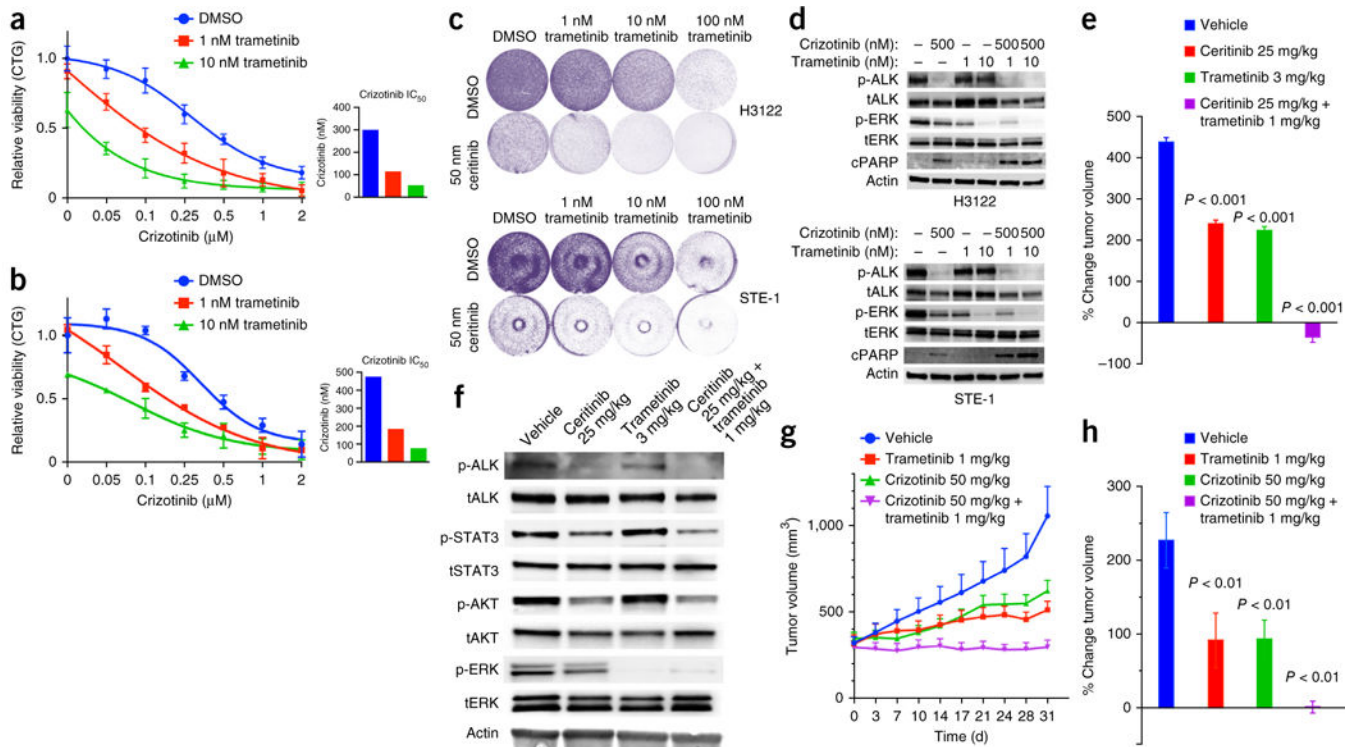 a
DMSO
1 nM trametinib
10 nM trametinib
Relative viability (CTG)
1.0
0.5
0
0 0.05 0.1 0.25 0.5 1 2
Crizotinib (μM)
Crizotinib IC50
Crizotinib (nM)
400
300
200
100
0
b
DMSO
1 nM trametinib
10 nM trametinib
Relative viability (CTG)
1.0
0.5
0
0 0.05 0.1 0.25 0.5 1 2
Crizotinib (μM)
Crizotinib IC50
Crizotinib (nM)
500
400
300
200
100
0
c
DMSO
1 nM trametinib
10 nM trametinib
100 nM trametinib
DMSO
50 nm ceritinib
H3122
DMSO
1 nM trametinib
10 nM trametinib
100 nM trametinib
DMSO
50 nm ceritinib
STE-1
d
Crizotinib (nM): – 500 – – 500 500
Trametinib (nM): – – 1 10 1 10
p-ALK
tALK
p-ERK
tERK
cPARP
Actin
H3122
Crizotinib (nM): – 500 – – 500 500
Trametinib (nM): – – 1 10 1 10
p-ALK
tALK
p-ERK
tERK
cPARP
Actin
STE-1
e
Vehicle
Ceritinib 25 mg/kg
Trametinib 3 mg/kg
Ceritinib 25 mg/kg +
trametinib 1 mg/kg
% Change tumor volume
500
400
300
200
100
0
–100
P < 0.001
P < 0.001
P < 0.001
f
Vehicle
Ceritinib
25 mg/kg
Trametinib
3 mg/kg
Ceritinib
25 mg/kg +
trametinib
1 mg/kg
p-ALK
tALK
p-STAT3
tSTAT3
p-AKT
tAKT
p-ERK
tERK
Actin
g
Vehicle
Trametinib 1 mg/kg
Crizotinib 50 mg/kg
Crizotinib 50 mg/kg +
trametinib 1 mg/kg
Tumor volume (mm3)
1,000
500
0
0 3 7 10 14 17 21 24 28 31
Time (d)
h
Vehicle
Trametinib 1 mg/kg
Crizotinib 50 mg/kg
Crizotinib 50 mg/kg +
trametinib 1 mg/kg
% Change tumor volume
300
200
100
0
P < 0.01
P < 0.01
P < 0.01